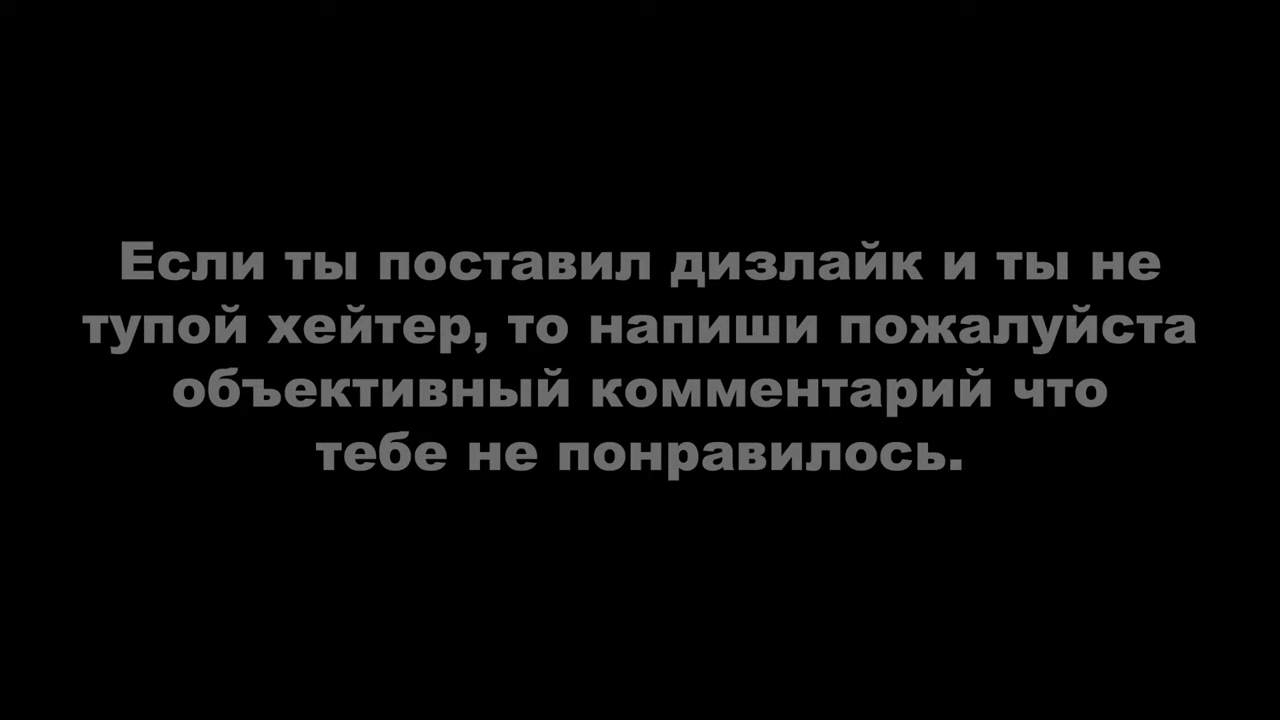 Если ты поставил дизлайк и ты не
тупой хейтер, то напиши пожалуйста
объективный комментарий что
тебе не понравилось.